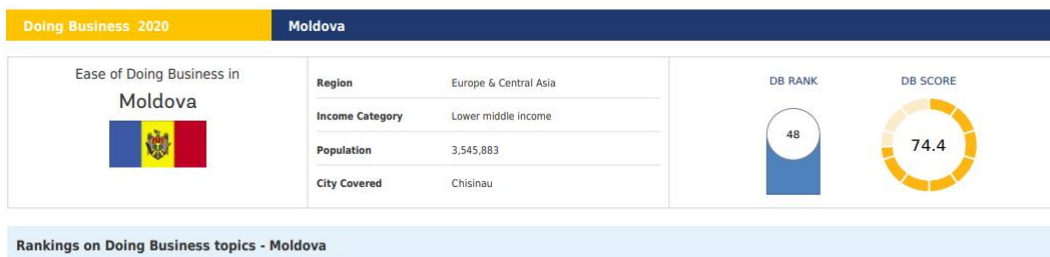 Doing Business 2020
Moldova
Ease of Doing Business in
Moldova
Region Europe & Central Asia
Income Category Lower middle income
Population 3,545,883
City Covered Chisinau
DB RANK
48
DB SCORE
74.4
Rankings on Doing Business topics - Moldova